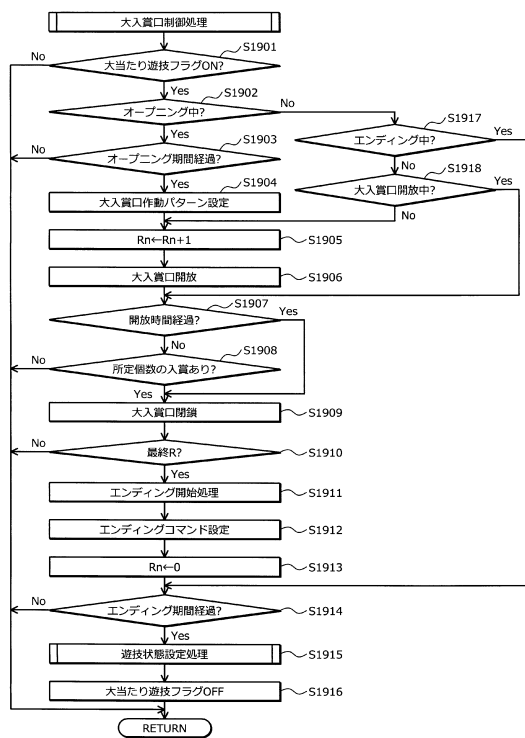 大入賞口制御処理
S1901
No
大当たり遊技フラグON?
Yes
S1902
オープニング中?
No
Yes
S1917
エンディング中?
Yes
S1903
No
オープニング期間経過?
No
S1918
Yes
S1904
大入賞口開放中?
Yes
大入賞口作動パターン設定
No
Rn←Rn+1
S1905
大入賞口開放
S1906
S1907
開放時間経過?
Yes
No
S1908
No
所定個数の入賞あり?
Yes
大入賞口閉鎖
S1909
No
最終R?
S1910
Yes
エンディング開始処理
S1911
エンディングコマンド設定
S1912
Rn←0
S1913
No
エンディング期間経過?
S1914
Yes
遊技状態設定処理
S1915
大当たり遊技フラグOFF
S1916
RETURN